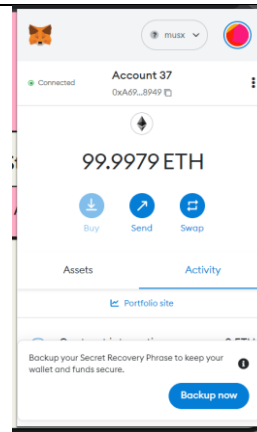 musx
Connected
Account 37
0xA69...8949
99.9979 ETH
Buy
Send
Swap
Assets
Activity
Portfolio site
Backup your Secret Recovery Phrase to keep your
wallet and funds secure.
Backup now